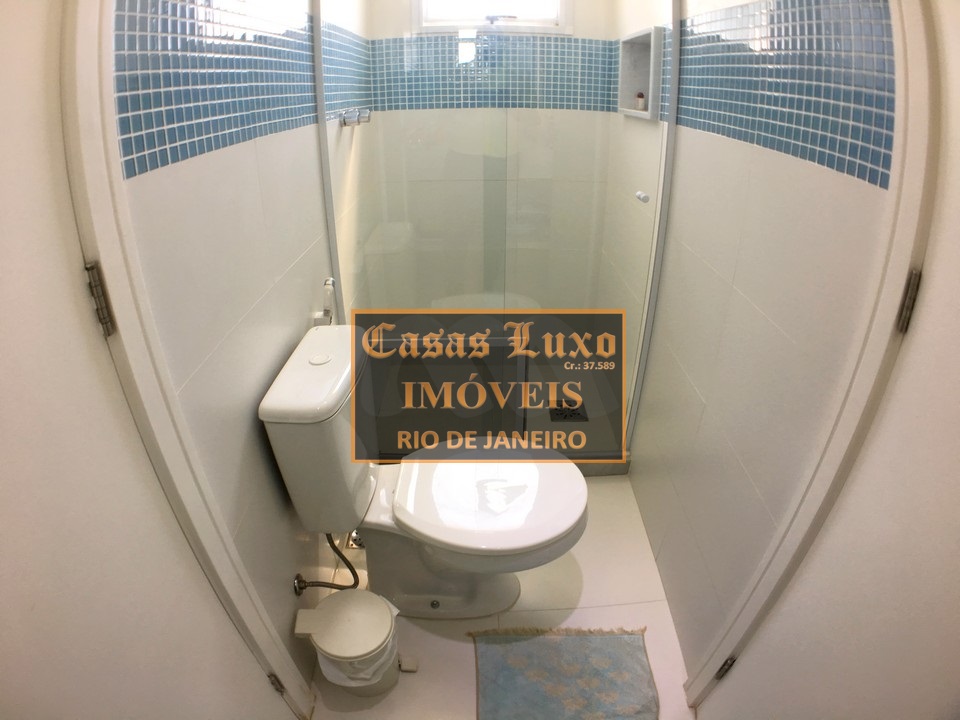 Casas Luxo
Cr.: 37.589
IMÓVEIS
RIO DE JANEIRO